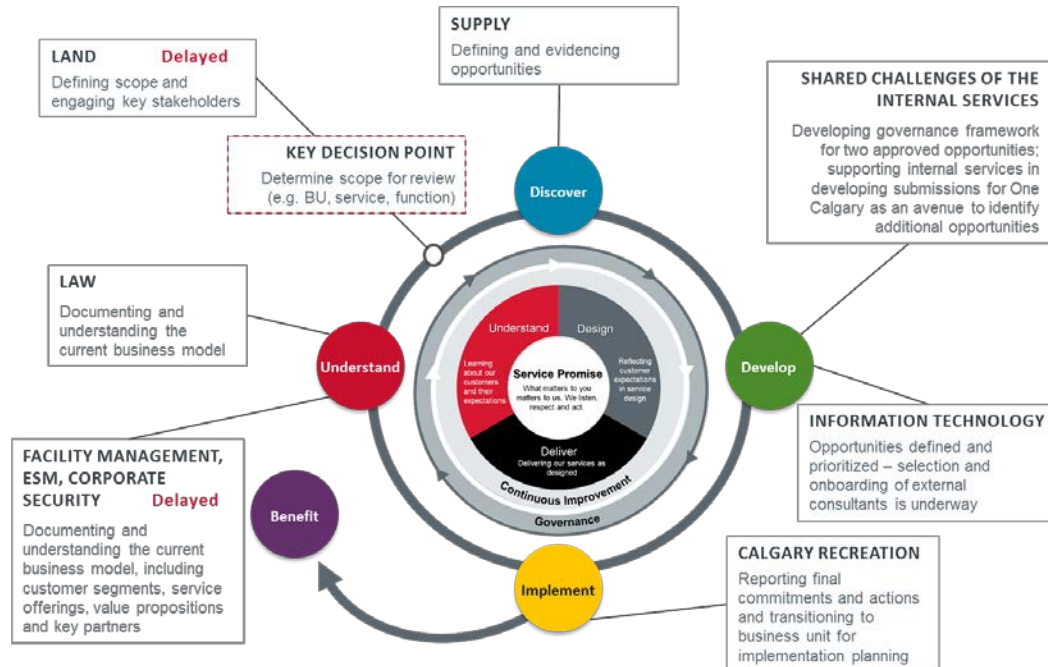 SUPPLY
Defining and evidencing
opportunities
LAND Delayed
Defining scope and
engaging key stakeholders
KEY DECISION POINT
Determine scope for review
(e.g. BU, service, function)
SHARED CHALLENGES OF THE
INTERNAL SERVICES
Developing governance framework
for two approved opportunities;
supporting internal services in
developing submissions for One
Calgary as an avenue to identify
additional opportunities
Discover
LAW
Documenting and
understanding the
current business model
Understand
Understand
Learning
about our
customers
and their
expectations
Design
Reflecting
customer
expectations
in service
design
Service Promise
What matters to you
matters to us. We listen,
respect and act.
Deliver
Delivering our services as
designed
Continuous Improvement
Governance
Develop
INFORMATION TECHNOLOGY
Opportunities defined and
prioritized – selection and
onboarding of external
consultants is underway
FACILITY MANAGEMENT,
ESM, CORPORATE
SECURITY Delayed
Documenting and
understanding the current
business model, including
customer segments, service
offerings, value propositions
and key partners
Benefit
Implement
CALGARY RECREATION
Reporting final
commitments and actions
and transitioning to
business unit for
implementation planning